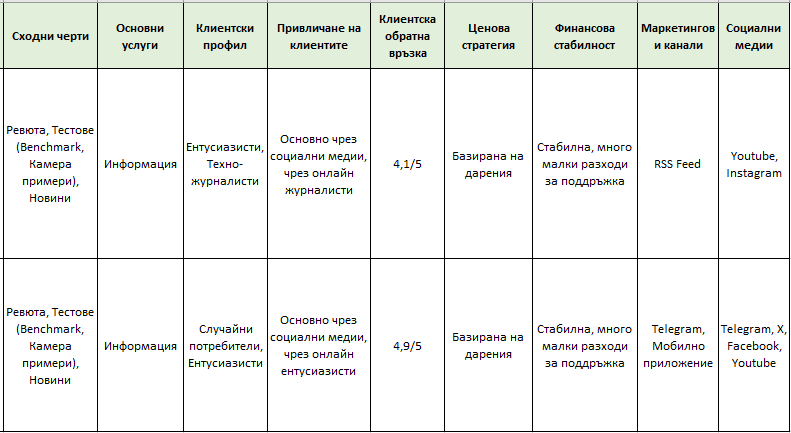 Сходни черти
Основни
услуги
Клиентски
профил
Привличане на
клиентите
Клиентска
обратна
връзка
Ценова
стратегия
Финансова
стабилност
Маркетингов
и канали
Социални
медии
Ревюта, Тестове
(Benchmark,
Камера
примери),
Новини
Информация
Ентусиазисти,
Техно-
журналисти
Основно чрез
социални медии,
чрез онлайн
журналисти
4,1/5
Базирана на
дарения
Стабилна, много
малки разходи
за поддръжка
RSS Feed
Youtube,
Instagram
Ревюта, Тестове
(Benchmark,
Камера
примери),
Новини
Информация
Случайни
потребители,
Ентусиазисти
Основно чрез
социални медии,
чрез онлайн
ентусиазисти
4,9/5
Базирана на
дарения
Стабилна, много
малки разходи
за поддръжка
Telegram,
Мобилно
приложение
Telegram, X,
Facebook,
Youtube